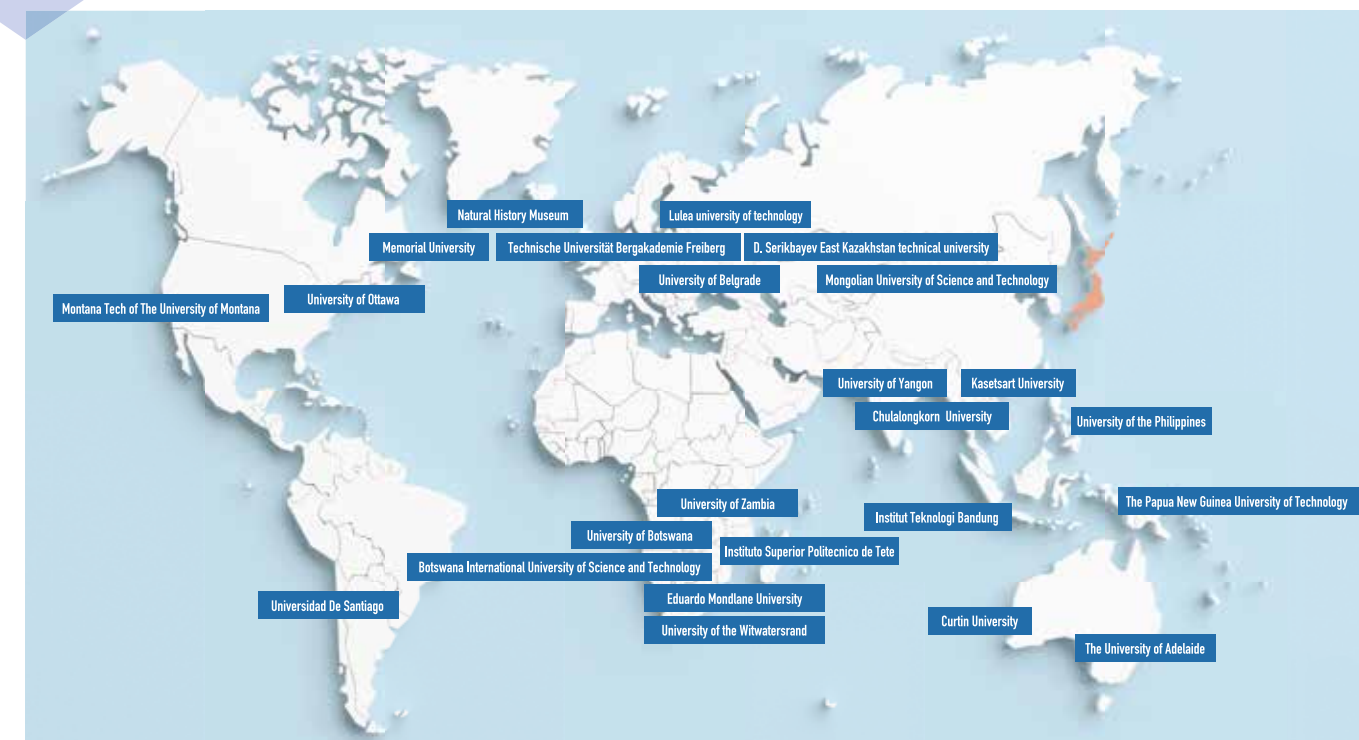 Natural History Museum
Lulea university of technology
Memorial University
Technische Universität Bergakademie Freiberg
D. Serikbayev East Kazakhstan technical university
University of Belgrade
Mongolian University of Science and Technology
Montana Tech of The University of Montana
University of Ottawa
University of Yangon
Kasetsart University
Chulalongkorn University
University of the Philippines
University of Zambia
The Papua New Guinea University of Technology
Institut Teknologi Bandung
University of Botswana
Instituto Superior Politecnico de Tete
Botswana International University of Science and Technology
Universidad De Santiago
Eduardo Mondlane University
Curtin University
University of the Witwatersrand
The University of Adelaide